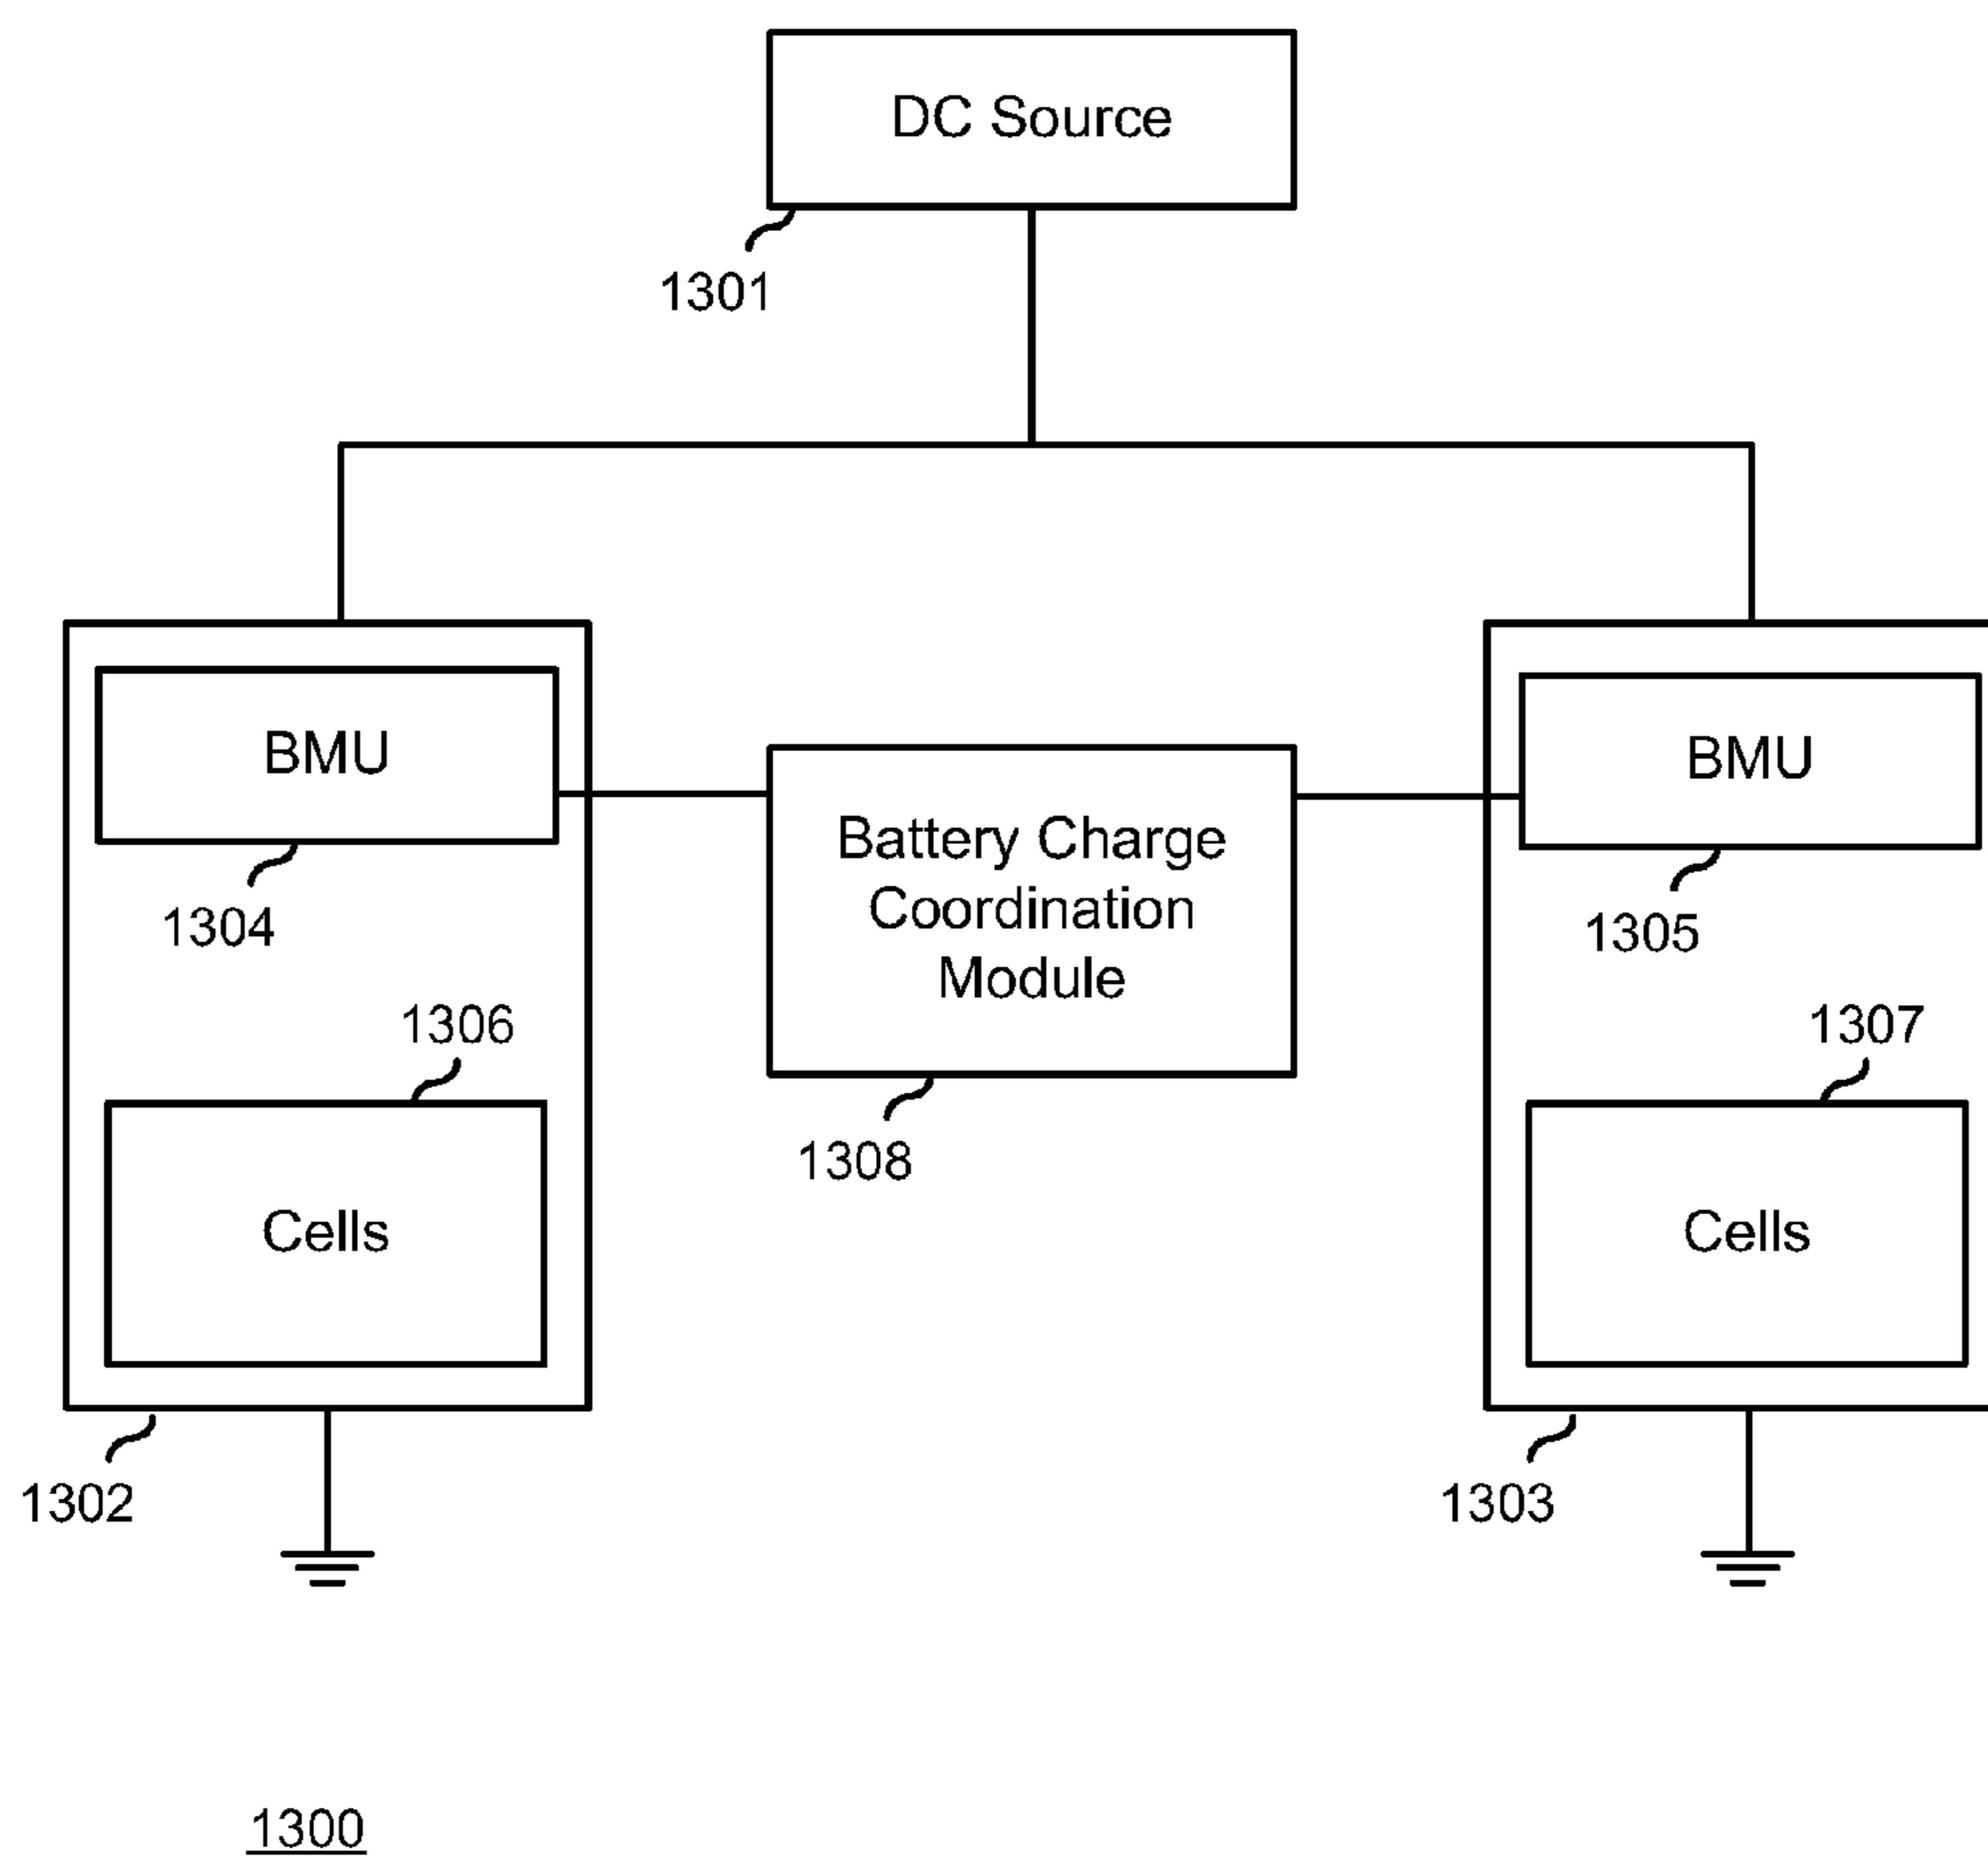 DC Source
1301
BMU
BMU
Battery Charge
Coordination
Module
1304
1305
1306
1307
1308
Cells
Cells
1302
1303
1300